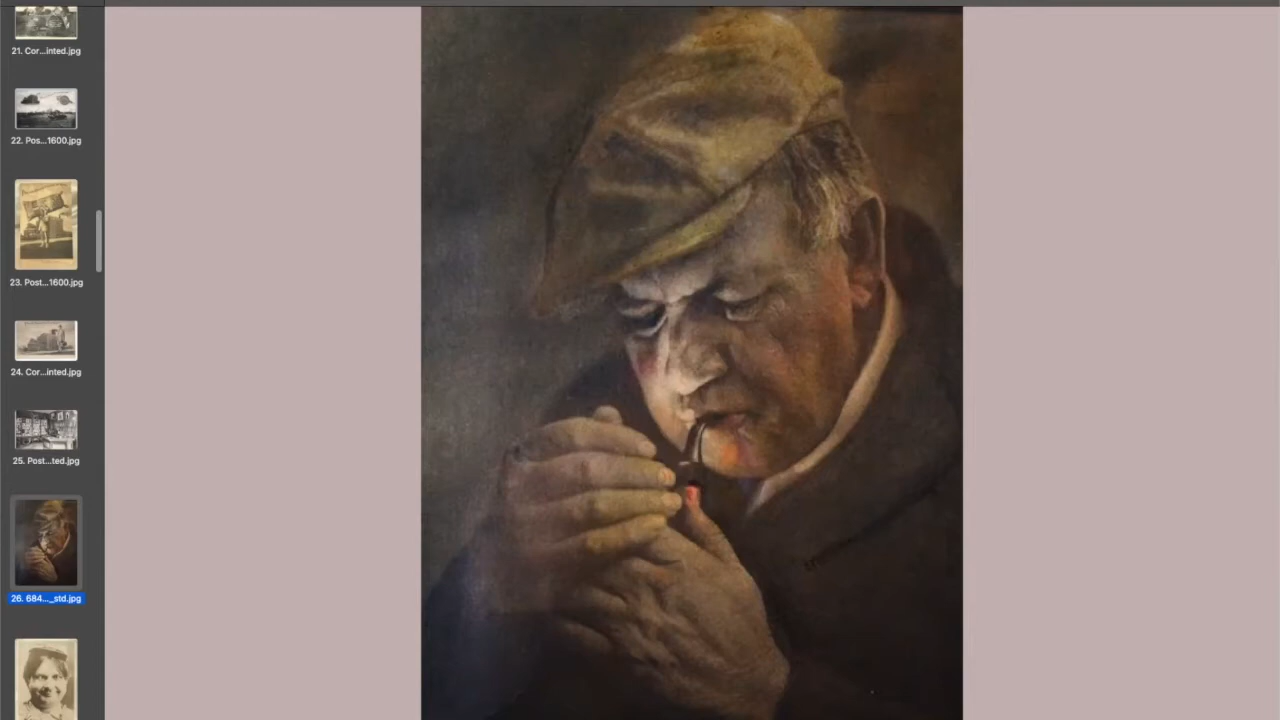 21. Cor...inted.jpg
22. Pos...1600.jpg
23. Post...1600.jpg
24. Cor...inted.jpg
25. Post...ted.jpg
26. 684..._std.jpg